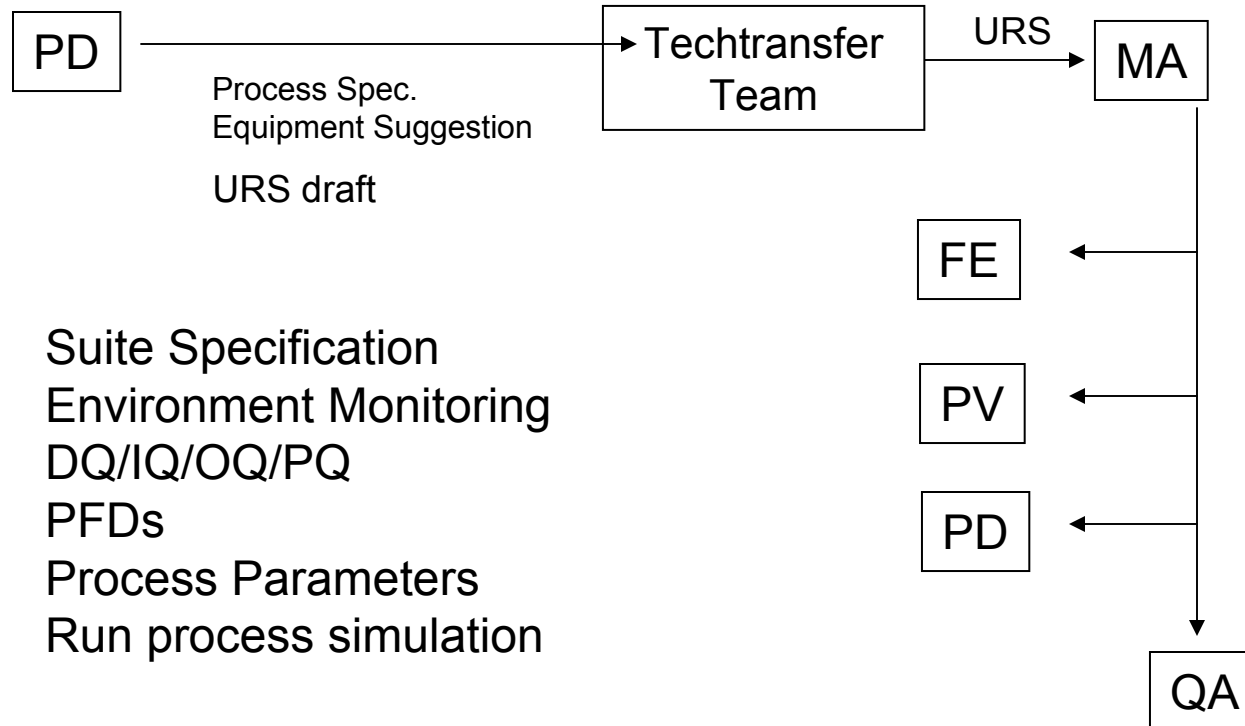 PD
Process Spec.
Equipment Suggestion
URS draft
Techtransfer
Team
URS
MA
FE
PV
PD
QA
Suite Specification
Environment Monitoring
DQ/IQ/OQ/PQ
PFDs
Process Parameters
Run process simulation